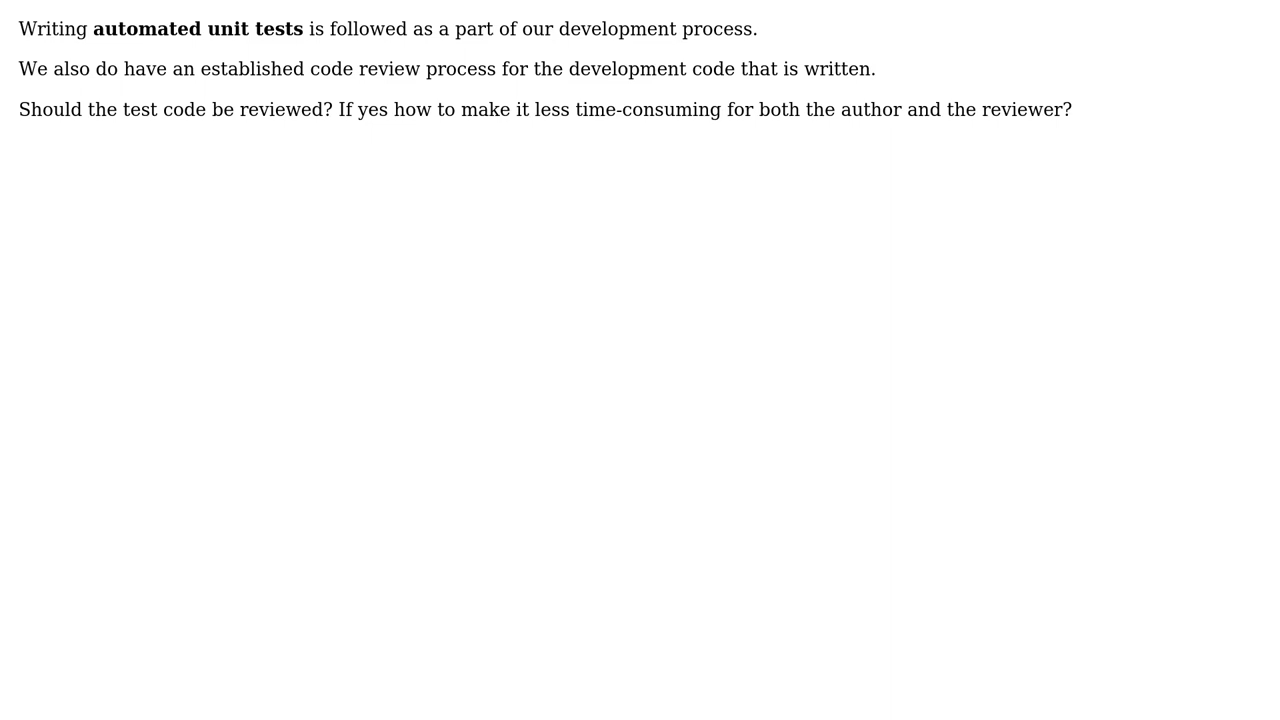 Writing automated unit tests is followed as a part of our development process.
We also do have an established code review process for the development code that is written.
Should the test code be reviewed? If yes how to make it less time-consuming for both the author and the reviewer?